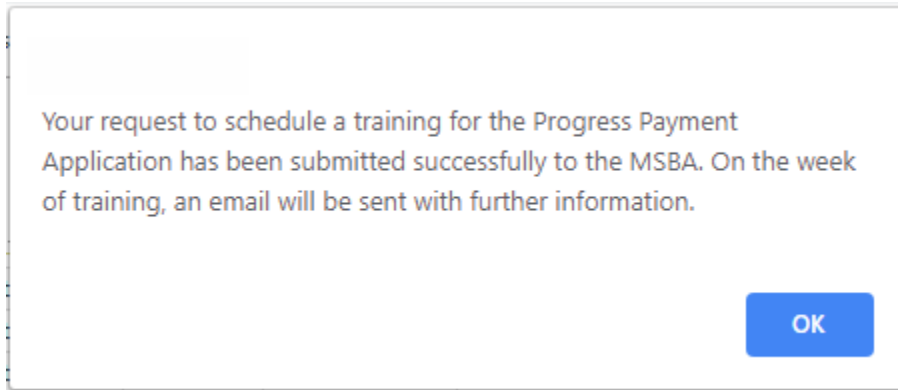 Your request to schedule a training for the Progress Payment
Application has been submitted successfully to the MSBA. On the week
of training, an email will be sent with further information.
OK